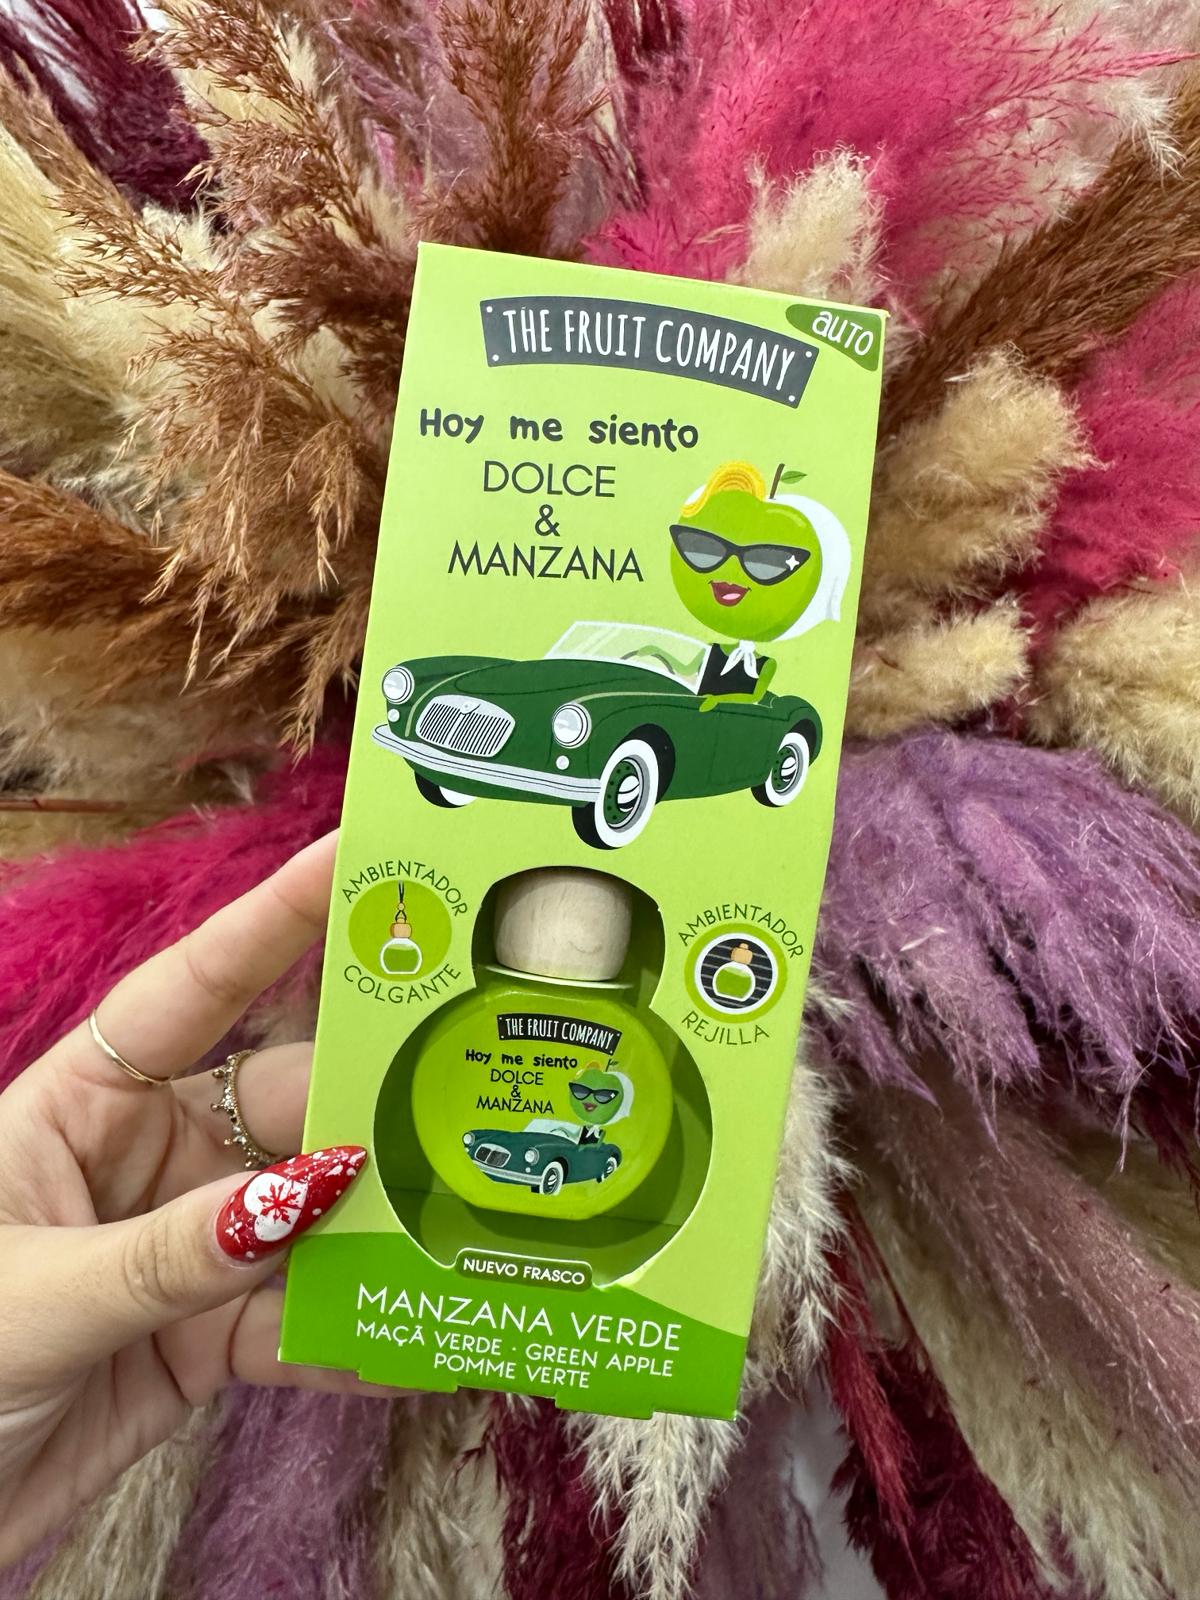 THE FRUIT COMPANY
AUTO
Hoy me siento
DOLCE
&
MANZANA
AMBIENTADOR
COLGANTE
AMBIENTADOR
REJILLA
THE FRUIT COMPANY
Hoy me siento
DOLCE
&
MANZANA
NUEVO FRASCO
MANZANA VERDE
MAÇÃ VERDE · GREEN APPLE
POMME VERTE